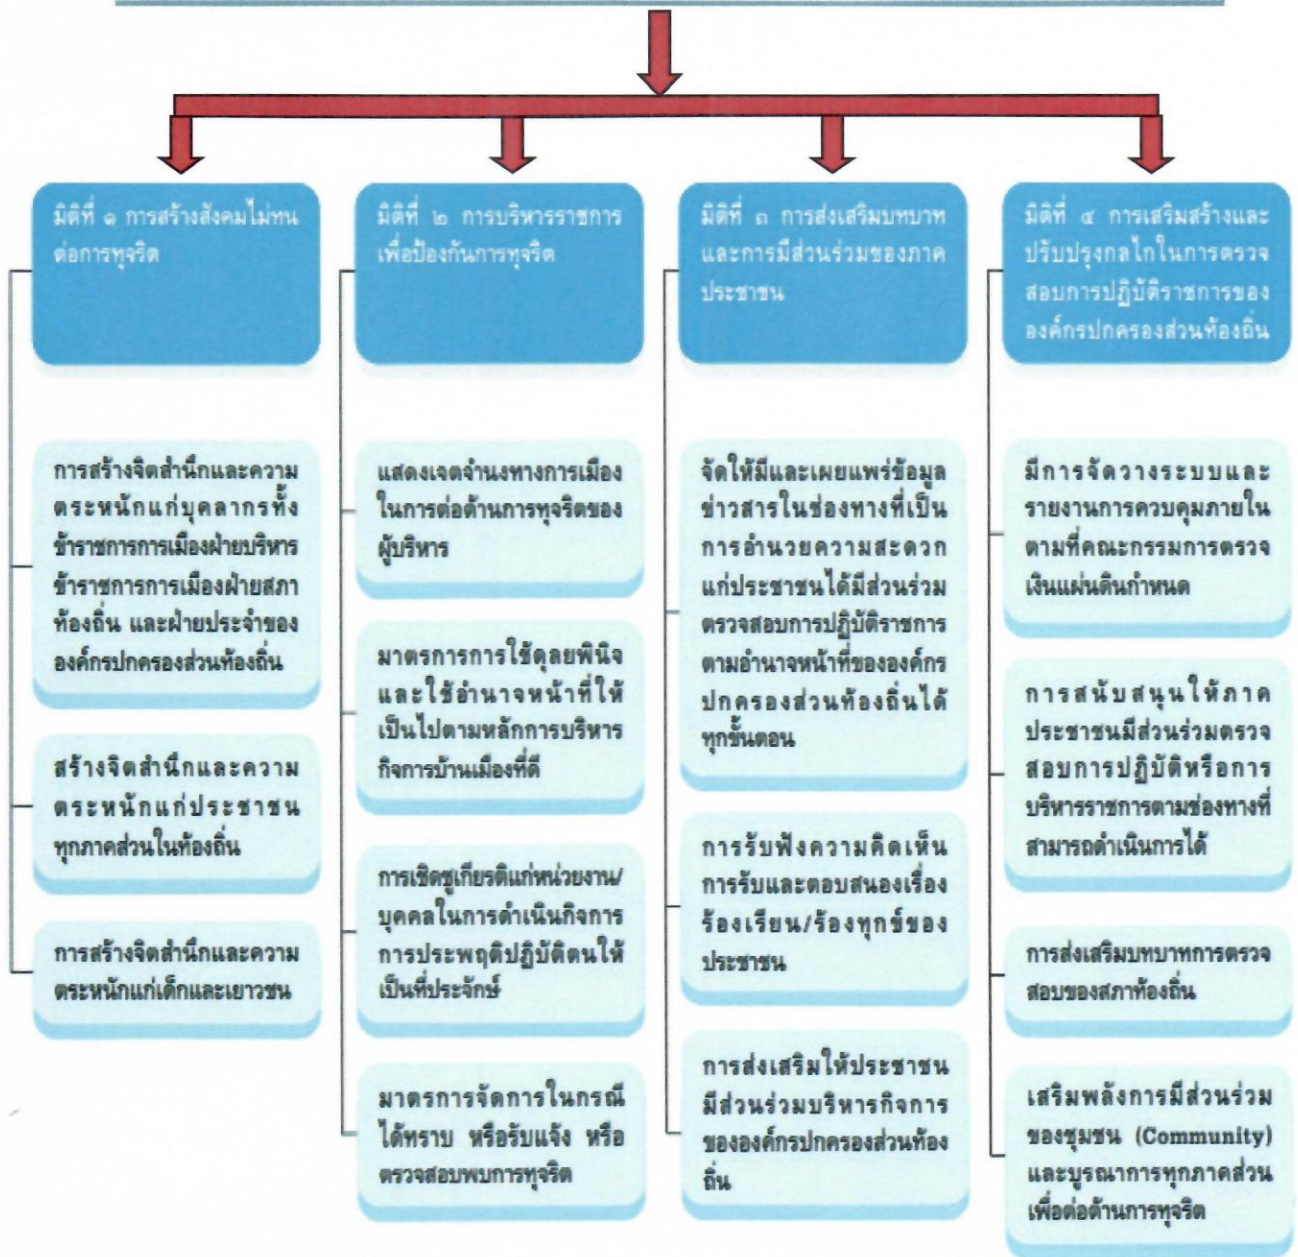 มิติที่ ๑ การสร้างสังคมไม่ทน
ต่อการทุจริต
การสร้างจิตสำนึกและความ
ตระหนักแก่บุคลากรทั้ง
ข้าราชการการเมืองฝ่ายบริหาร
ข้าราชการการเมืองฝ่ายสภา
ท้องถิ่น และฝ่ายประจำของ
องค์กรปกครองส่วนท้องถิ่น
สร้างจิตสำนึกและความ
ตระหนักแก่ประชาชน
ทุกภาคส่วนในท้องถิ่น
การสร้างจิตสำนึกและความ
ตระหนักแก่เด็กและเยาวชน
มิติที่ ๒ การบริหารราชการ
เพื่อป้องกันการทุจริต
แสดงเจตจำนงทางการเมือง
ในการต่อต้านการทุจริตของ
ผู้บริหาร
มาตรการการใช้ดุลยพินิจ
และใช้อำนาจหน้าที่ให้
เป็นไปตามหลักการบริหาร
กิจการบ้านเมืองที่ดี
การเชิดชูเกียรติแก่หน่วยงาน/
บุคคลในการดำเนินกิจการ
การประพฤติปฏิบัติตนให้
เป็นที่ประจักษ์
มาตรการจัดการในกรณี
ได้ทราบ หรือรับแจ้ง หรือ
ตรวจสอบพบการทุจริต
มิติที่ ๓ การส่งเสริมบทบาท
และการมีส่วนร่วมของภาค
ประชาชน
จัดให้มีและเผยแพร่ข้อมูล
ข่าวสารในช่องทางที่เป็น
การอำนวยความสะดวก
แก่ประชาชนได้มีส่วนร่วม
ตรวจสอบการปฏิบัติราชการ
ตามอำนาจหน้าที่ขององค์กร
ปกครองส่วนท้องถิ่นได้
ทุกขั้นตอน
การรับฟังความคิดเห็น
การรับและตอบสนองเรื่อง
ร้องเรียน/ร้องทุกข์ของ
ประชาชน
การส่งเสริมให้ประชาชน
มีส่วนร่วมบริหารกิจการ
ขององค์กรปกครองส่วนท้อง
ถิ่น
มิติที่ ๔ การเสริมสร้างและ
ปรับปรุงกลไกในการตรวจ
สอบการปฏิบัติราชการของ
องค์กรปกครองส่วนท้องถิ่น
มีการจัดวางระบบและ
รายงานการควบคุมภายใน
ตามที่คณะกรรมการตรวจ
เงินแผ่นดินกำหนด
การสนับสนุนให้ภาค
ประชาชนมีส่วนร่วมตรวจ
สอบการปฏิบัติหรือการ
บริหารราชการตามช่องทางที่
สามารถดำเนินการได้
การส่งเสริมบทบาทการตรวจ
สอบของสภาท้องถิ่น
เสริมพลังการมีส่วนร่วม
ของชุมชน (Community)
และบูรณาการทุกภาคส่วน
เพื่อต่อต้านการทุจริต